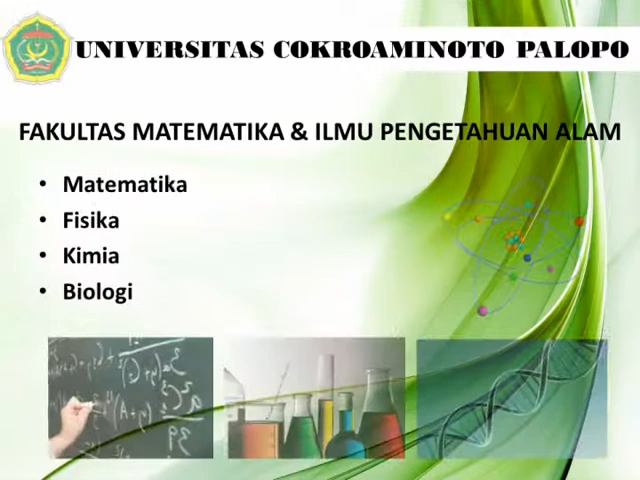 UNIVERSITAS COKROAMINOTO PALOPO
FAKULTAS MATEMATIKA & ILMU PENGETAHUAN ALAM
• Matematika
• Fisika
• Kimia
• Biologi